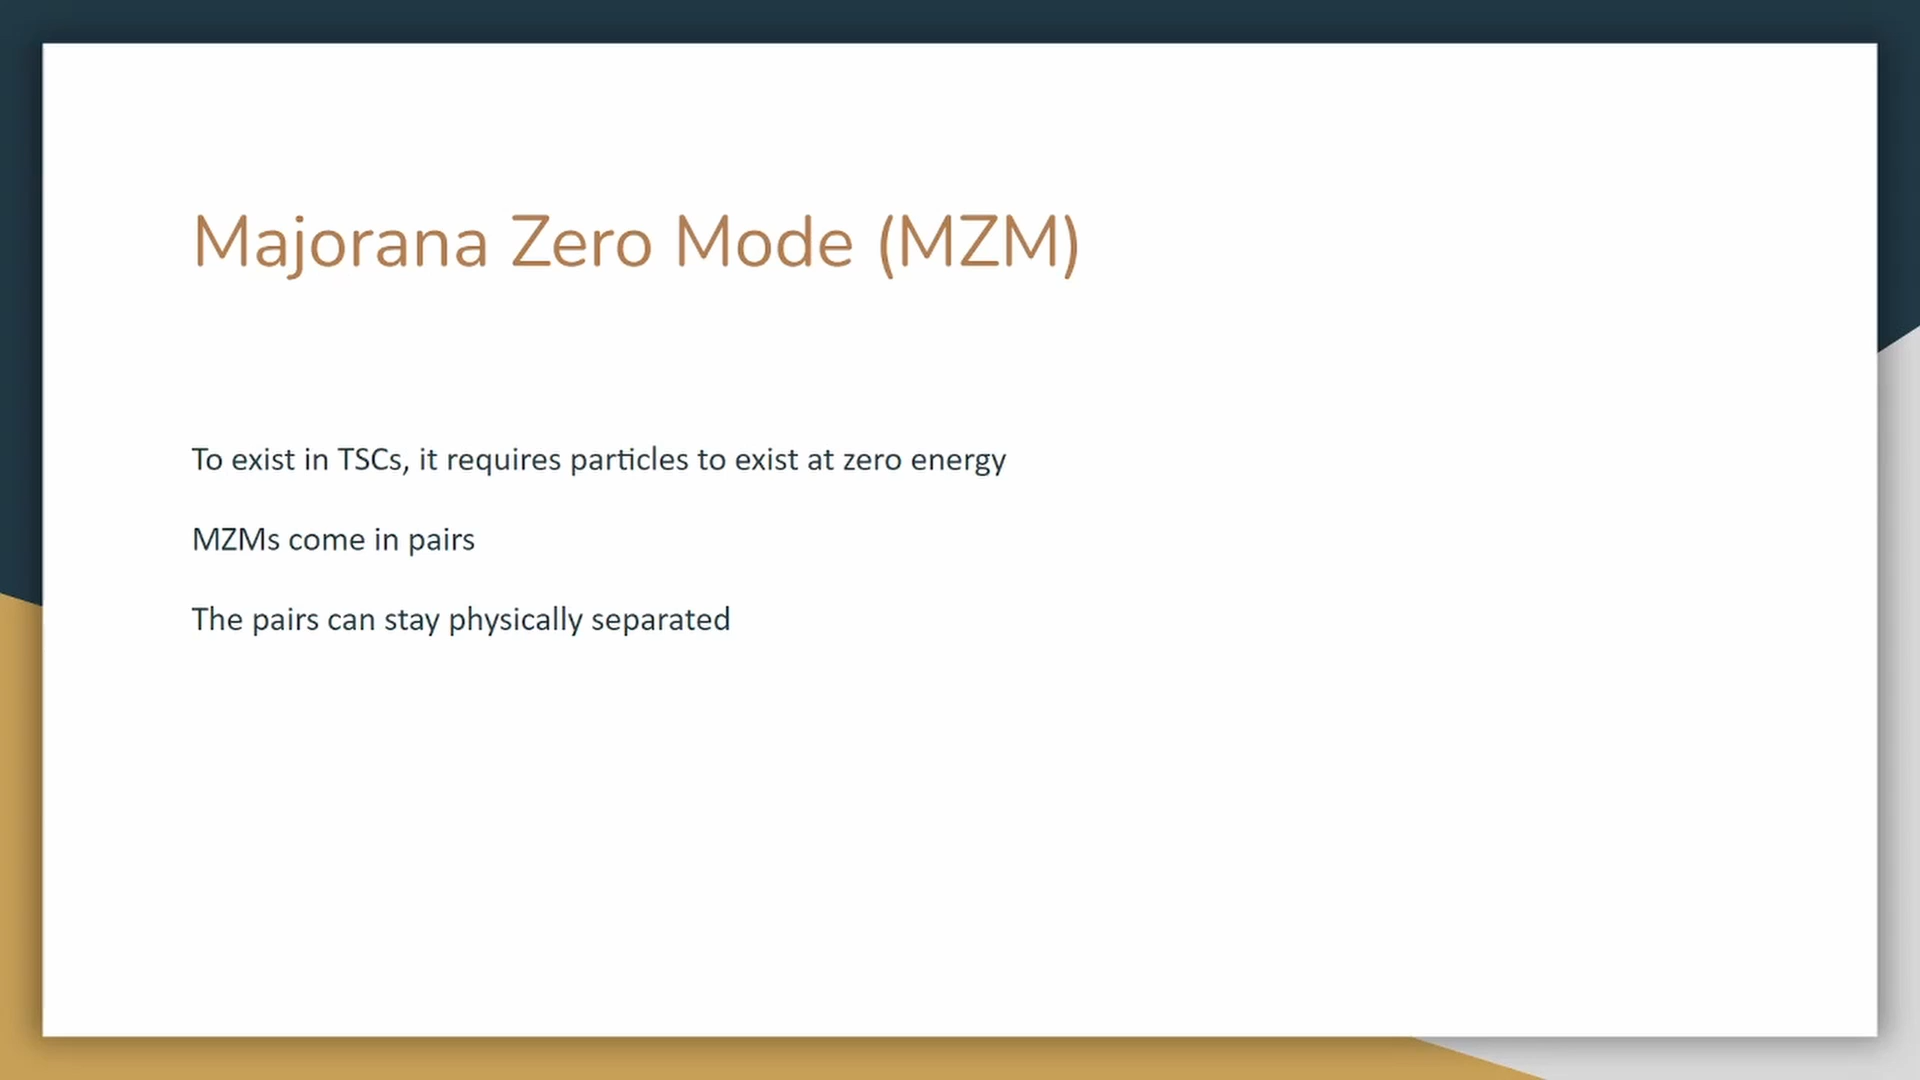 Majorana Zero Mode (MZM)
To exist in TSCs, it requires particles to exist at zero energy
MZMs come in pairs
The pairs can stay physically separated